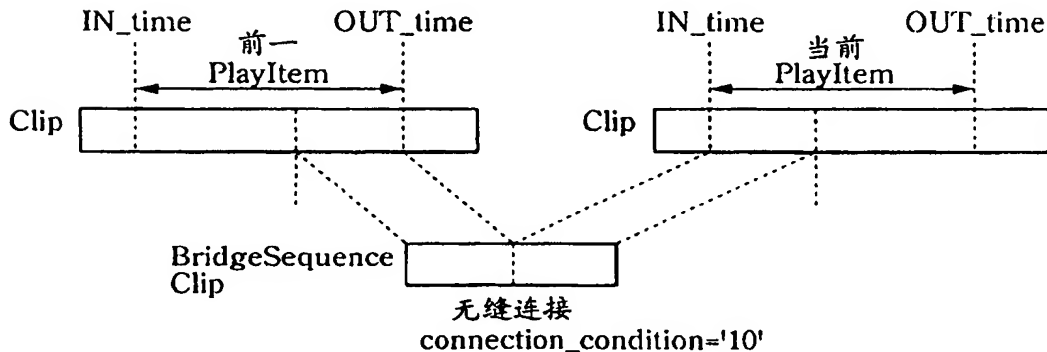 IN_time
OUT_time
前一
PlayItem
Clip
IN_time
OUT_time
当前
PlayItem
Clip
BridgeSequence
Clip
无缝连接
connection_condition='10'